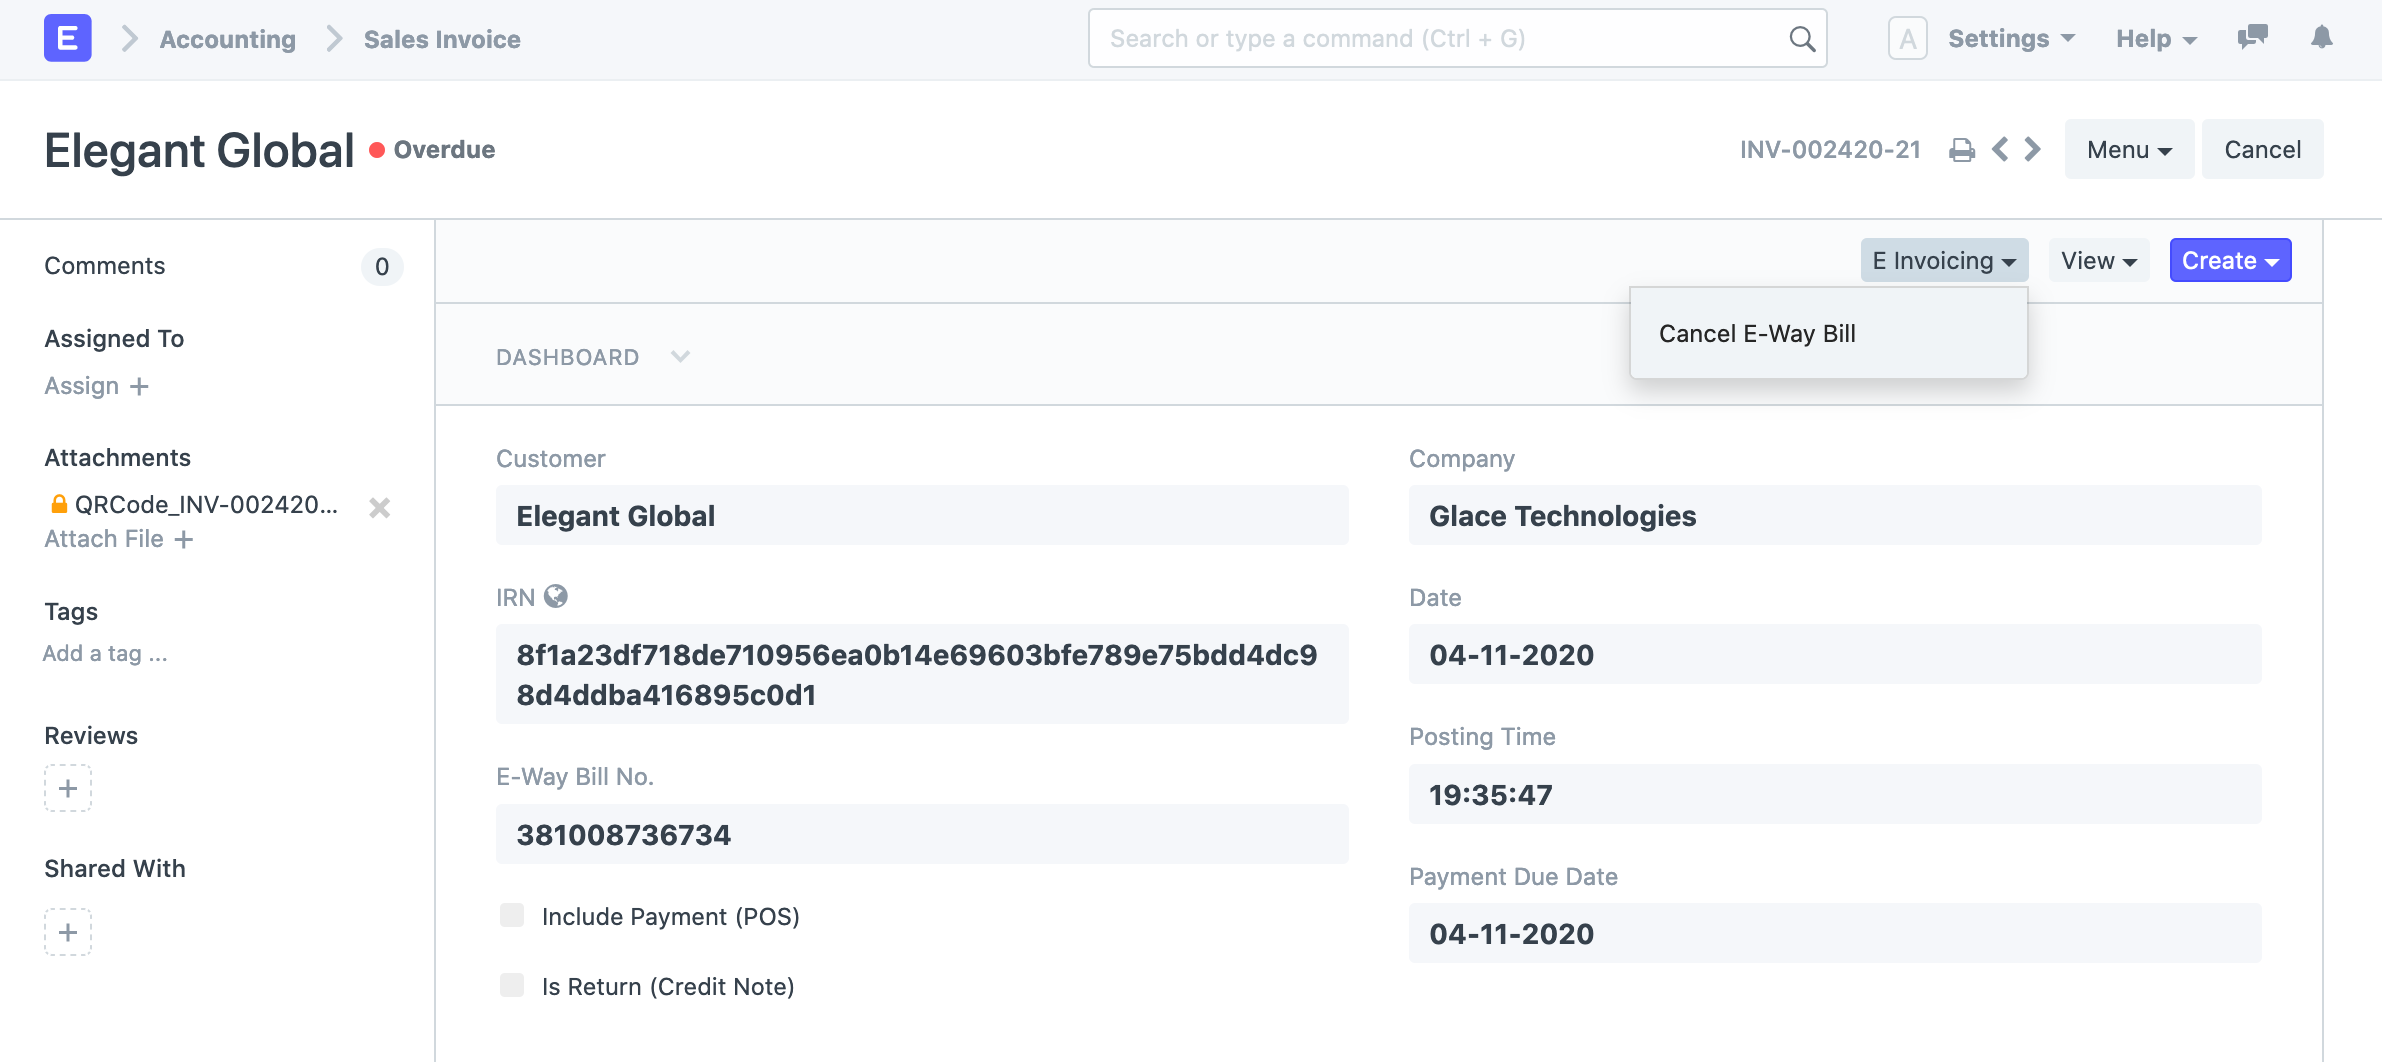 E
Accounting
Sales Invoice
Search or type a command (Ctrl + G)
A
Settings
Help
Elegant Global
Overdue
INV-002420-21
Menu
Cancel
Comments
0
E Invoicing
View
Create
Cancel E-Way Bill
Assigned To
Assign +
DASHBOARD
Attachments
QRCode_INV-002420...
Attach File +
Tags
Add a tag ...
Reviews
+
Shared With
+
Customer
Elegant Global
IRN
8f1a23df718de710956ea0b14e69603bfe789e75bdd4dc9
8d4ddba416895c0d1
E-Way Bill No.
381008736734
Include Payment (POS)
Is Return (Credit Note)
Company
Glace Technologies
Date
04-11-2020
Posting Time
19:35:47
Payment Due Date
04-11-2020